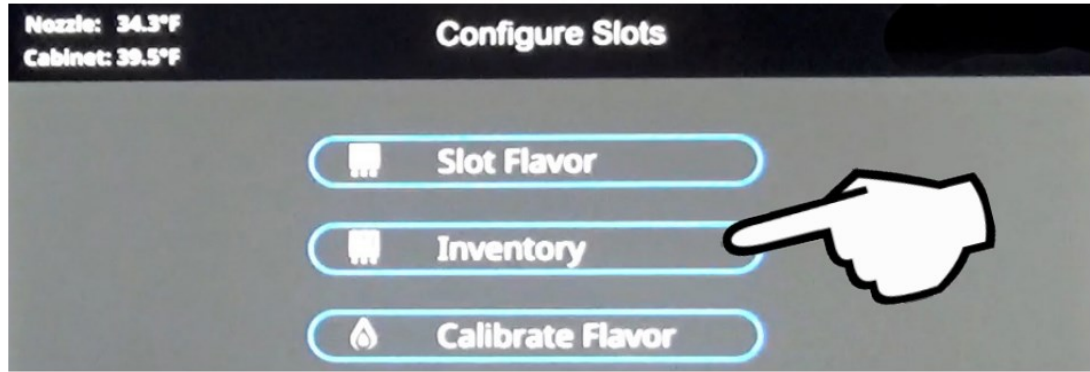 Nozzle: 34.3°F
Cabinet: 39.5°F
Configure Slots
Slot Flavor
Inventory
Calibrate Flavor